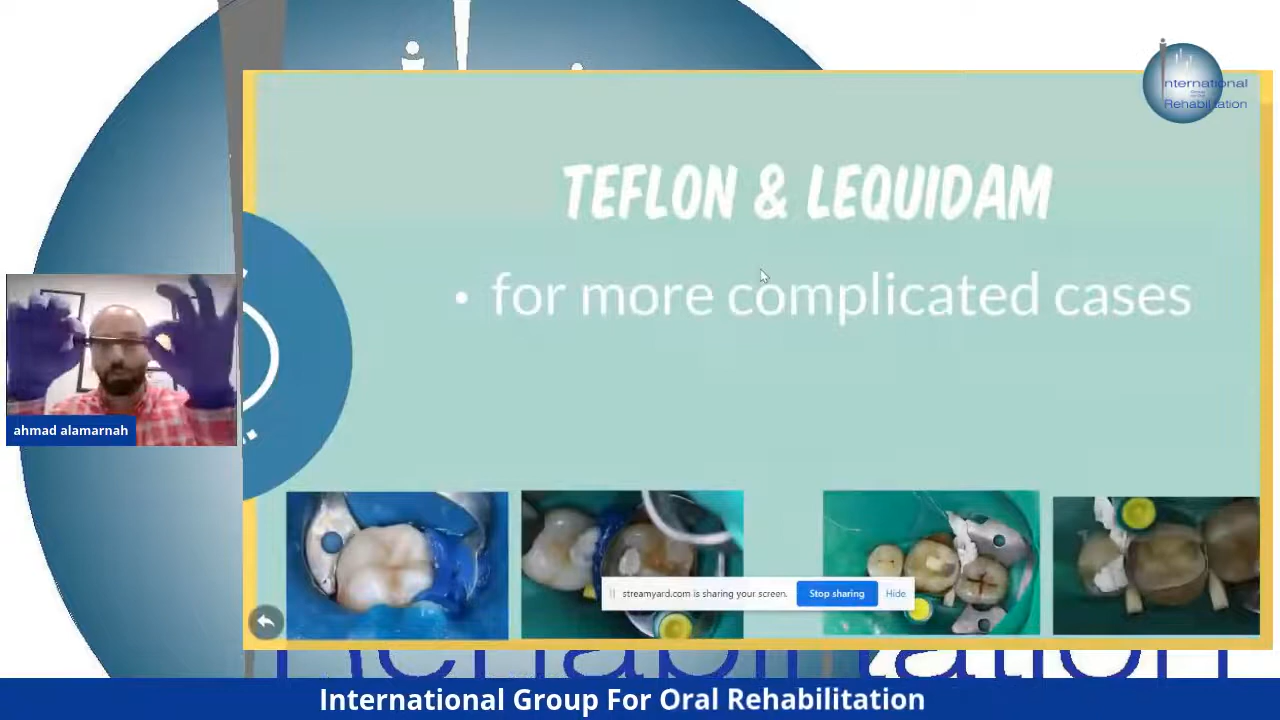 International
Rehabilitation
TEFLON & LEQUIDAM
• for more complicated cases
ahmad alamarnah
streamyard.com is sharing your screen.
Stop sharing
Hide
Rehabilitation
International Group For Oral Rehabilitation